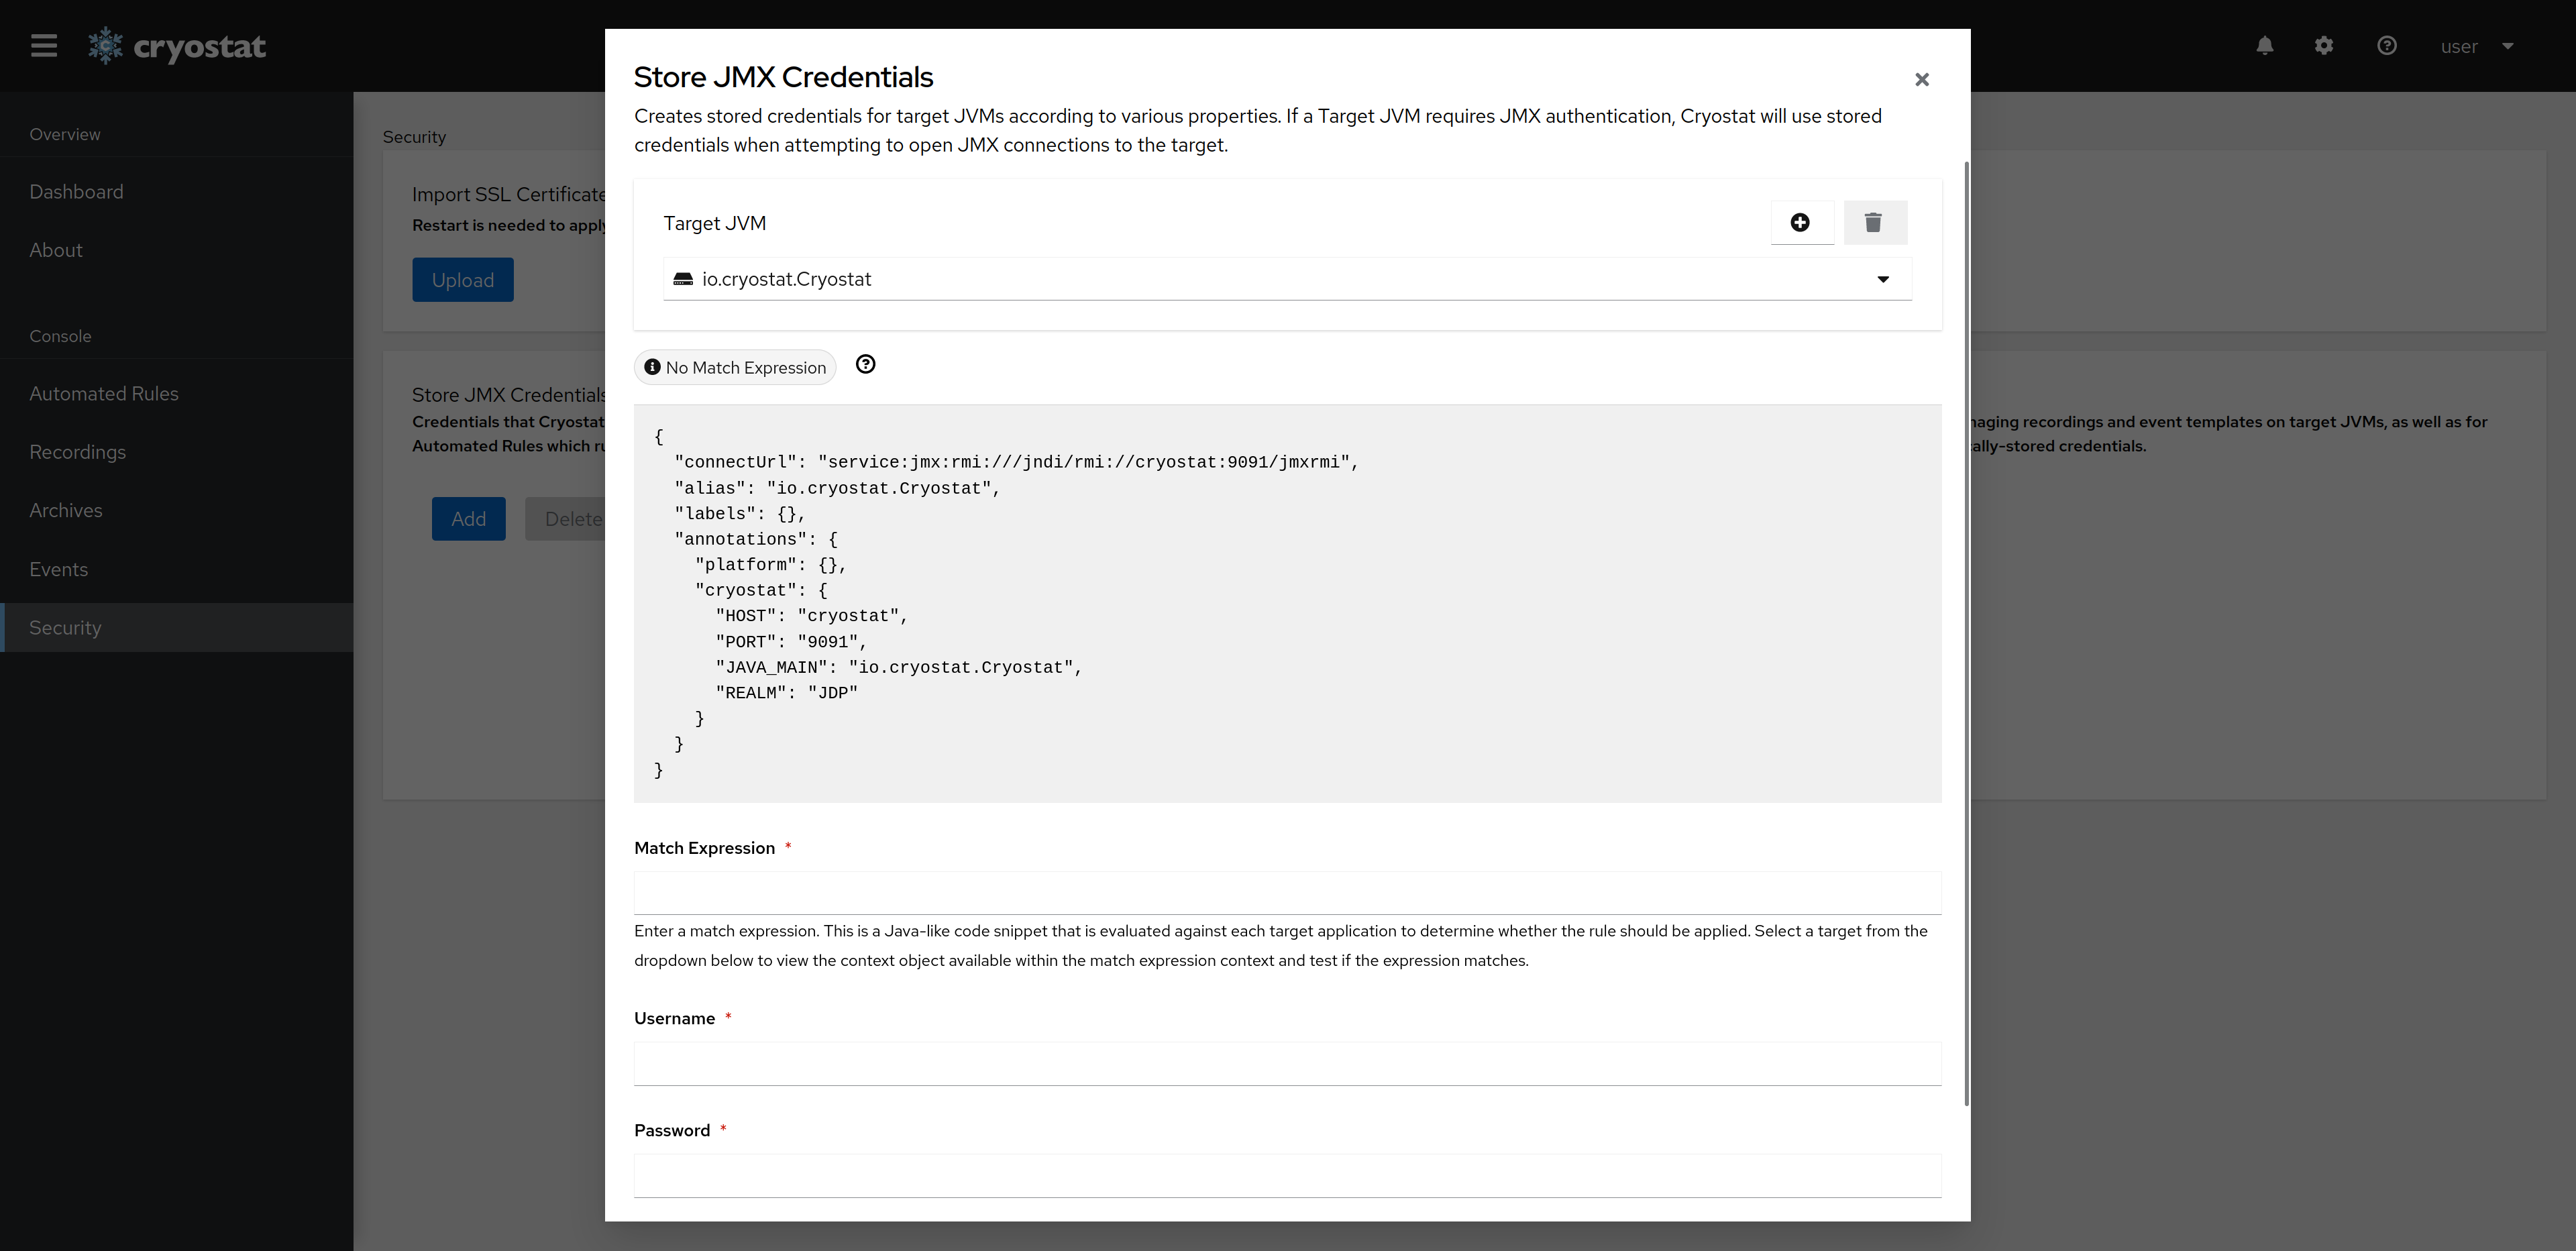 cryostat
user
Overview
Dashboard
About
Console
Automated Rules
Recordings
Archives
Events
Security
Security
Import SSL Certificate
Restart is needed to apply
Upload
Store JMX Credentials
Credentials that Cryostat
Automated Rules which ru
Add
Delete
naging recordings and event templates on target JVMs, as well as for
ally-stored credentials.
Store JMX Credentials
Creates stored credentials for target JVMs according to various properties. If a Target JVM requires JMX authentication, Cryostat will use stored
credentials when attempting to open JMX connections to the target.
Target JVM
io.cryostat.Cryostat
No Match Expression
{
  "connectUrl": "service:jmx:rmi:///jndi/rmi://cryostat:9091/jmxrmi",
  "alias": "io.cryostat.Cryostat",
  "labels": {},
  "annotations": {
    "platform": {},
    "cryostat": {
      "HOST": "cryostat",
      "PORT": "9091",
      "JAVA_MAIN": "io.cryostat.Cryostat",
      "REALM": "JDP"
    }
  }
}
Match Expression *
Enter a match expression. This is a Java-like code snippet that is evaluated against each target application to determine whether the rule should be applied. Select a target from the
dropdown below to view the context object available within the match expression context and test if the expression matches.
Username *
Password *